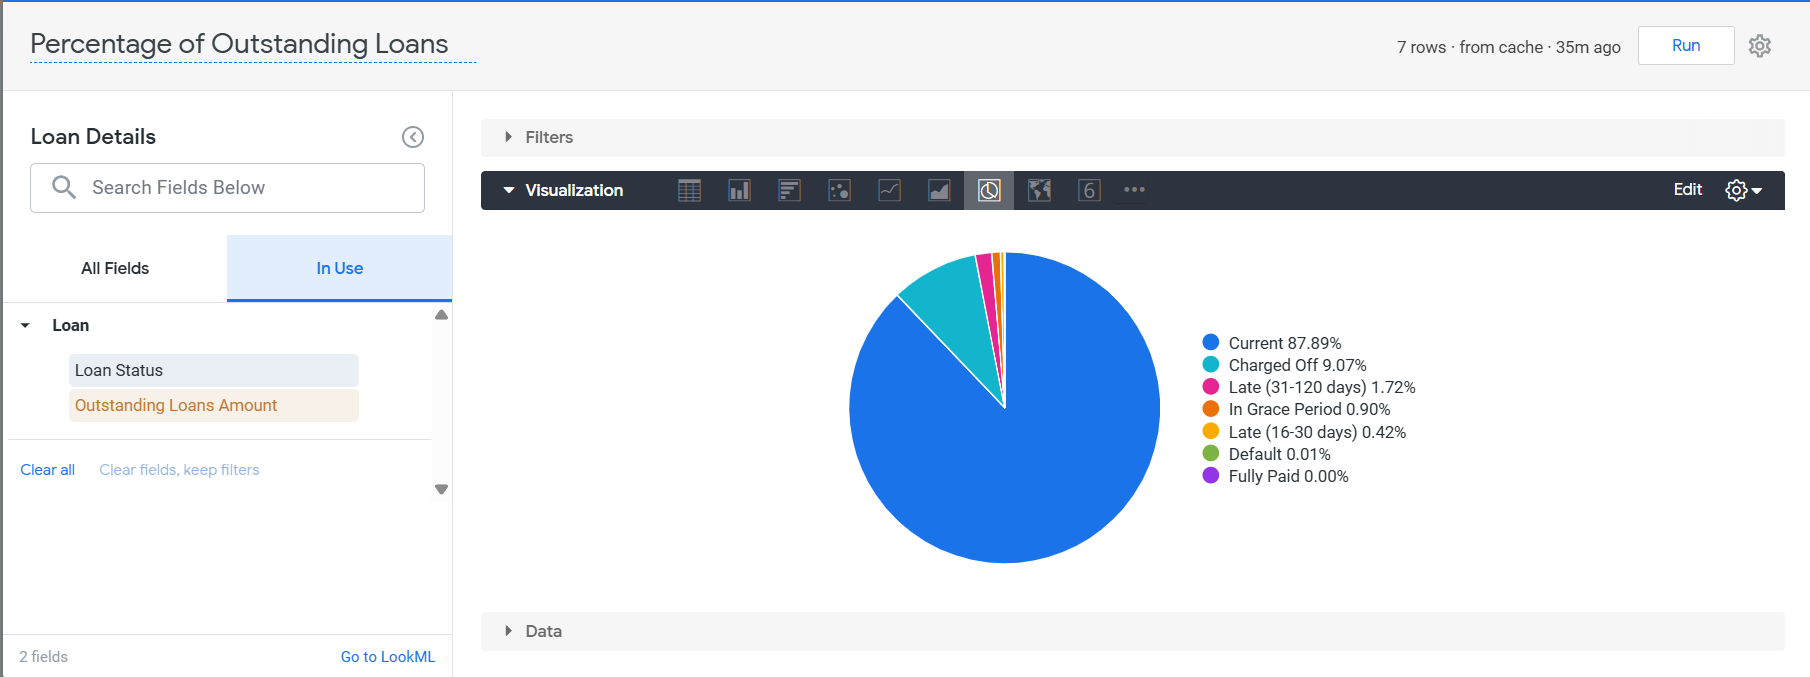 Percentage of Outstanding Loans
7 rows · from cache · 35m ago
Run
Loan Details
Search Fields Below
All Fields
In Use
Loan
Loan Status
Outstanding Loans Amount
Clear all
Clear fields, keep filters
2 fields
Go to LookML
Filters
Visualization
6
Edit
Current 87.89%
Charged Off 9.07%
Late (31-120 days) 1.72%
In Grace Period 0.90%
Late (16-30 days) 0.42%
Default 0.01%
Fully Paid 0.00%
Data